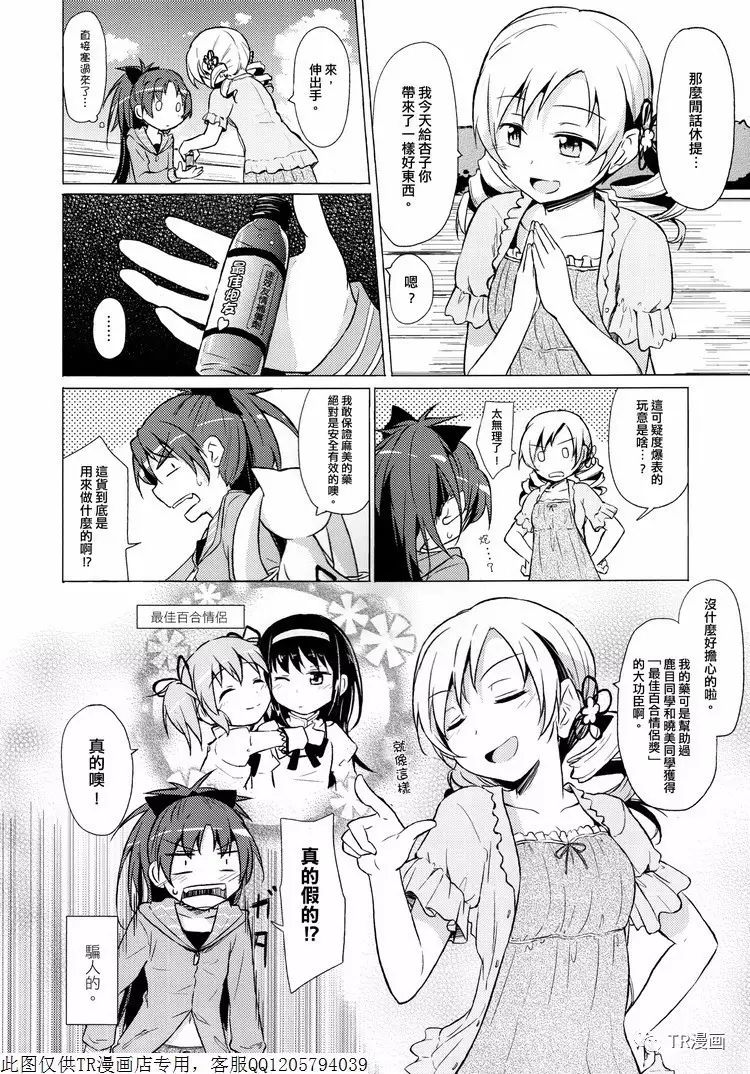 那麼閒話休提…
我今天給杏子你
帶來了一樣好東西。
嗯？
來，
伸出手。
直接塞過來了…
最佳炮友♡
……
這可疑度爆表的
玩意是啥…？
太無理了！
我敢保證麻美的藥
絕對是安全有效的噢。
這貨到底是
用來做什麼的啊!?
沒什麼好擔心的啦。
我的藥可是幫助過
鹿目同學和曉美同學獲得
「最佳百合情侶獎」
的大功臣啊。
最佳百合情侶
就像這樣
真的假的!?
真的噢！
ガタ
騙人的。
TR漫画
此图仅供TR漫画店专用，客服QQ1205794039